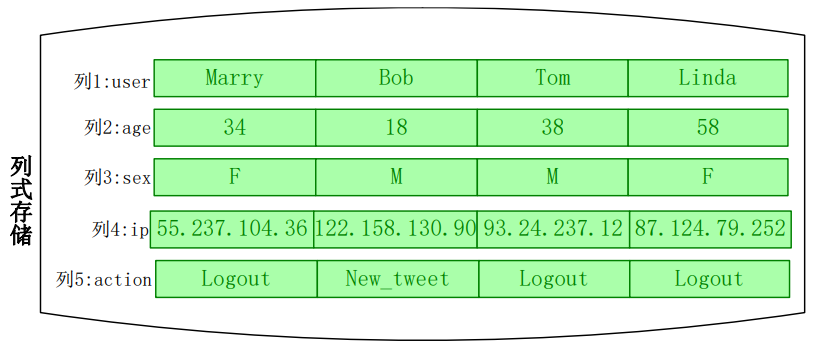 列式存储
列1:user Marry Bob Tom Linda
列2:age 34 18 38 58
列3:sex F M M F
列4:ip 55.237.104.36 122.158.130.90 93.24.237.12 87.124.79.252
列5:action Logout New_tweet Logout Logout